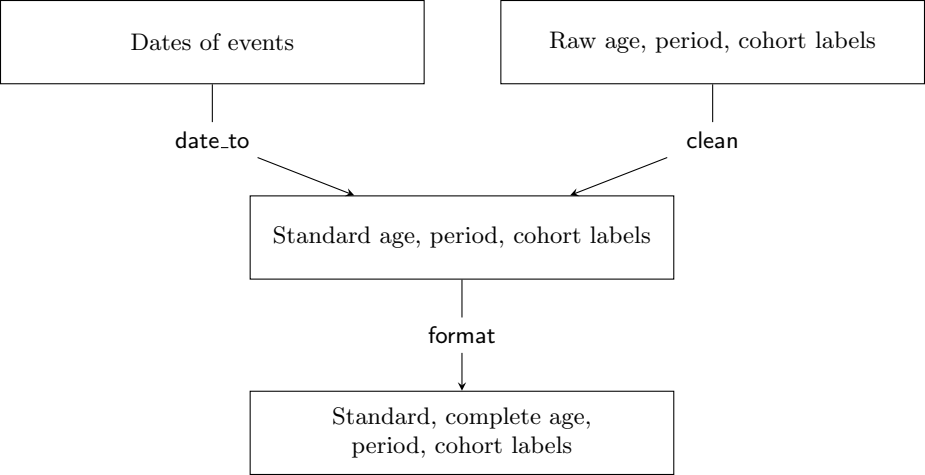 Dates of events
Raw age, period, cohort labels
date_to
clean
Standard age, period, cohort labels
format
Standard, complete age,
period, cohort labels